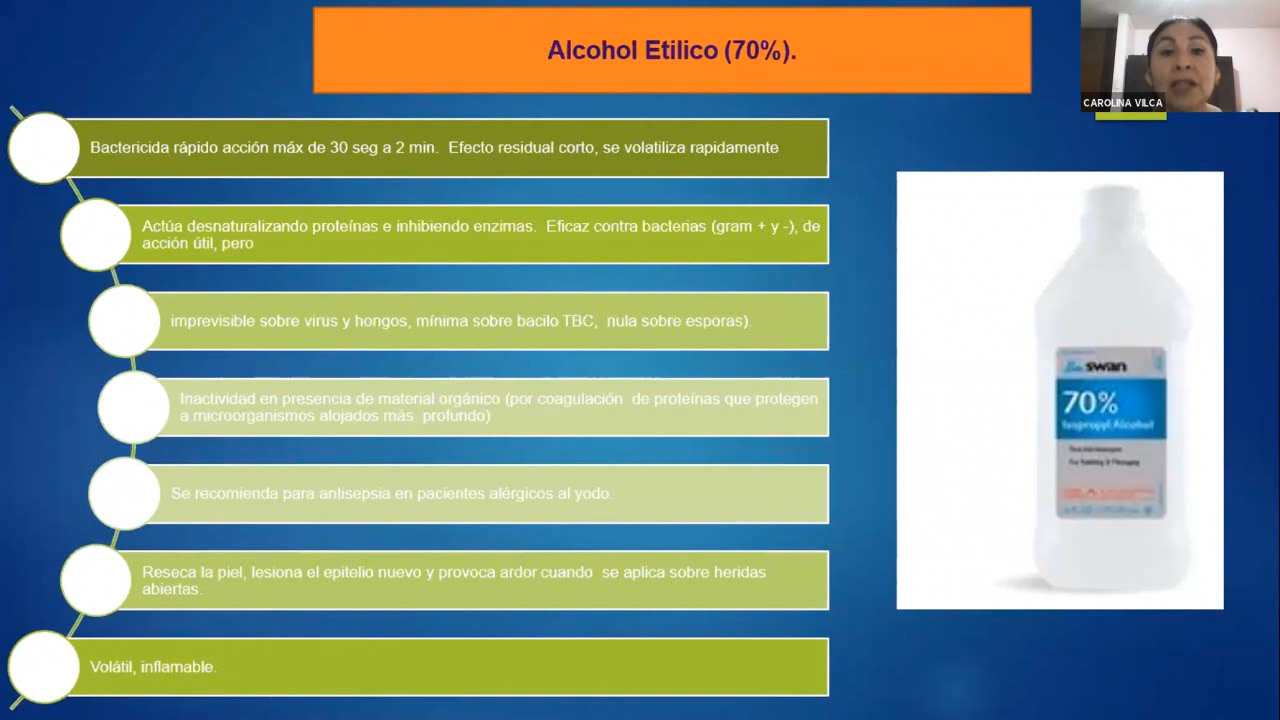 Alcohol Etilico (70%).
CAROLINA VILCA
Bactericida rápido acción máx de 30 seg a 2 min.  Efecto residual corto, se volatiliza rapidamente
Actúa desnaturalizando proteínas e inhibiendo enzimas.  Eficaz contra bacterias (gram + y -), de
acción útil, pero
imprevisible sobre virus y hongos, mínima sobre bacilo TBC,  nula sobre esporas).
Inactividad en presencia de material orgánico (por coagulación  de proteínas que protegen
a microorganismos alojados más  profundo)
Se recomienda para antisepsia en pacientes alérgicos al yodo.
Reseca la piel, lesiona el epitelio nuevo y provoca ardor cuando  se aplica sobre heridas
abiertas.
Volátil, inflamable.
swan
70%
Isopropyl Alcohol